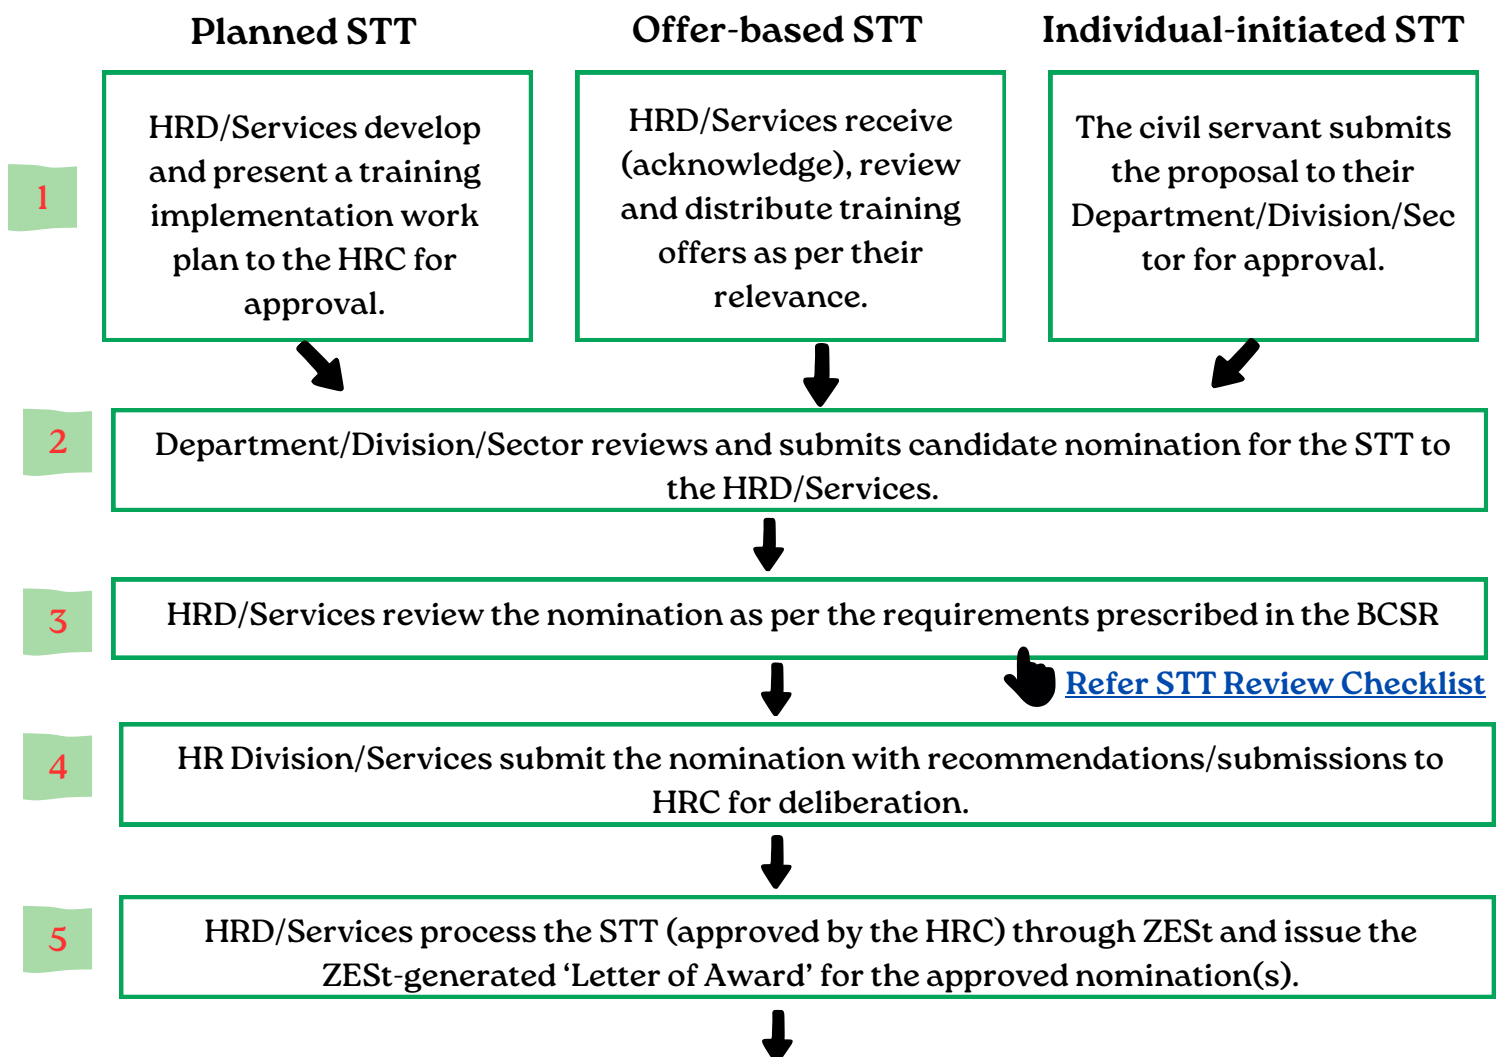 Planned STT
Offer-based STT
Individual-initiated STT
1
HRD/Services develop
and present a training
implementation work
plan to the HRC for
approval.
HRD/Services receive
(acknowledge), review
and distribute training
offers as per their
relevance.
The civil servant submits
the proposal to their
Department/Division/Sec
tor for approval.
2
Department/Division/Sector reviews and submits candidate nomination for the STT to
the HRD/Services.
3
HRD/Services review the nomination as per the requirements prescribed in the BCSR
Refer STT Review Checklist
4
HR Division/Services submit the nomination with recommendations/submissions to
HRC for deliberation.
5
HRD/Services process the STT (approved by the HRC) through ZESt and issue the
ZESt-generated ‘Letter of Award’ for the approved nomination(s).